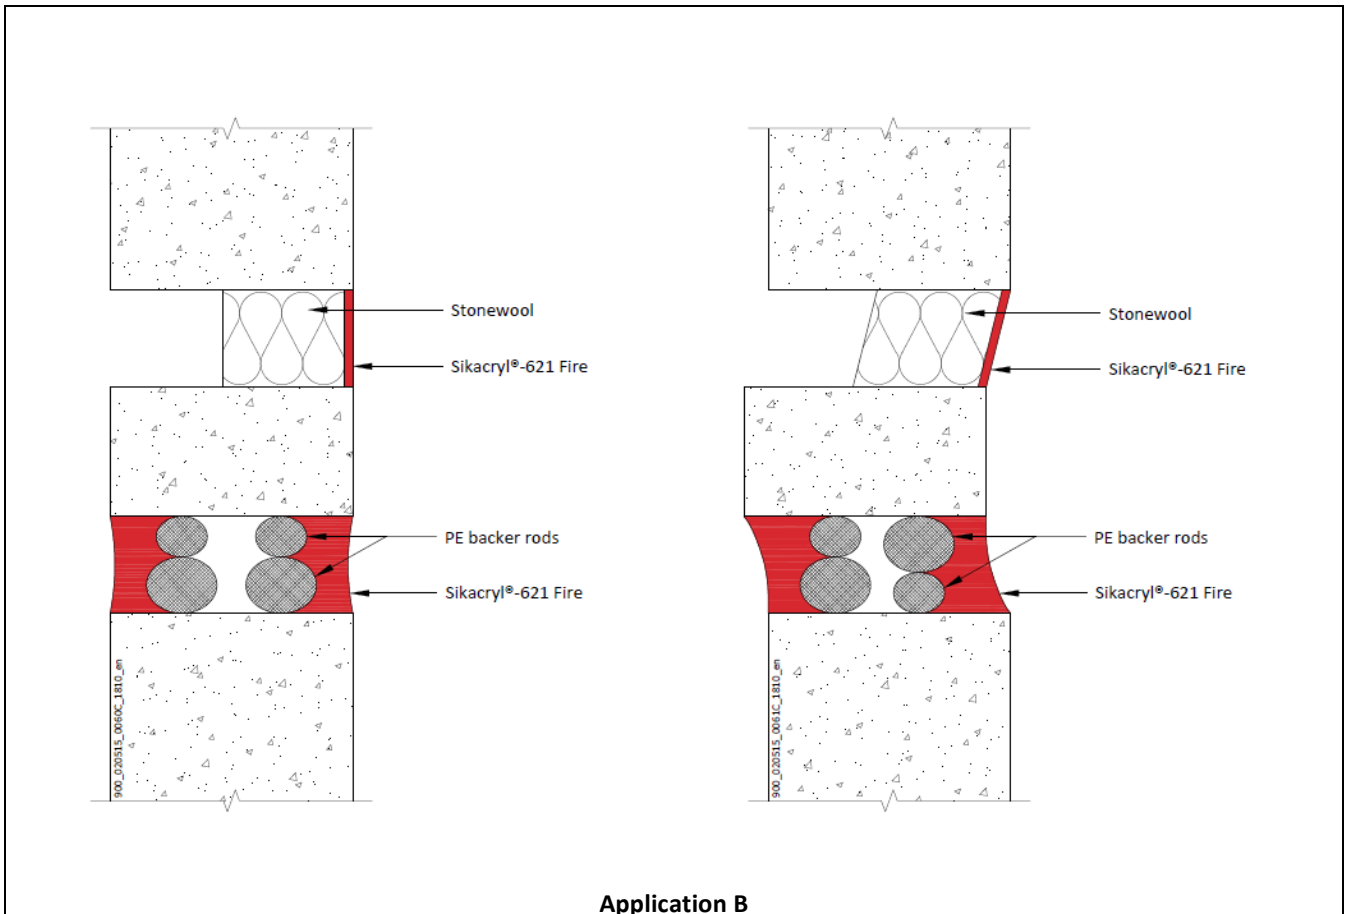 Stonewool
Sikacryl®-621 Fire
PE backer rods
Sikacryl®-621 Fire
900_020515_0060C_1810_en
Stonewool
Sikacryl®-621 Fire
PE backer rods
Sikacryl®-621 Fire
900_020515_0061C_1810_en
Application B